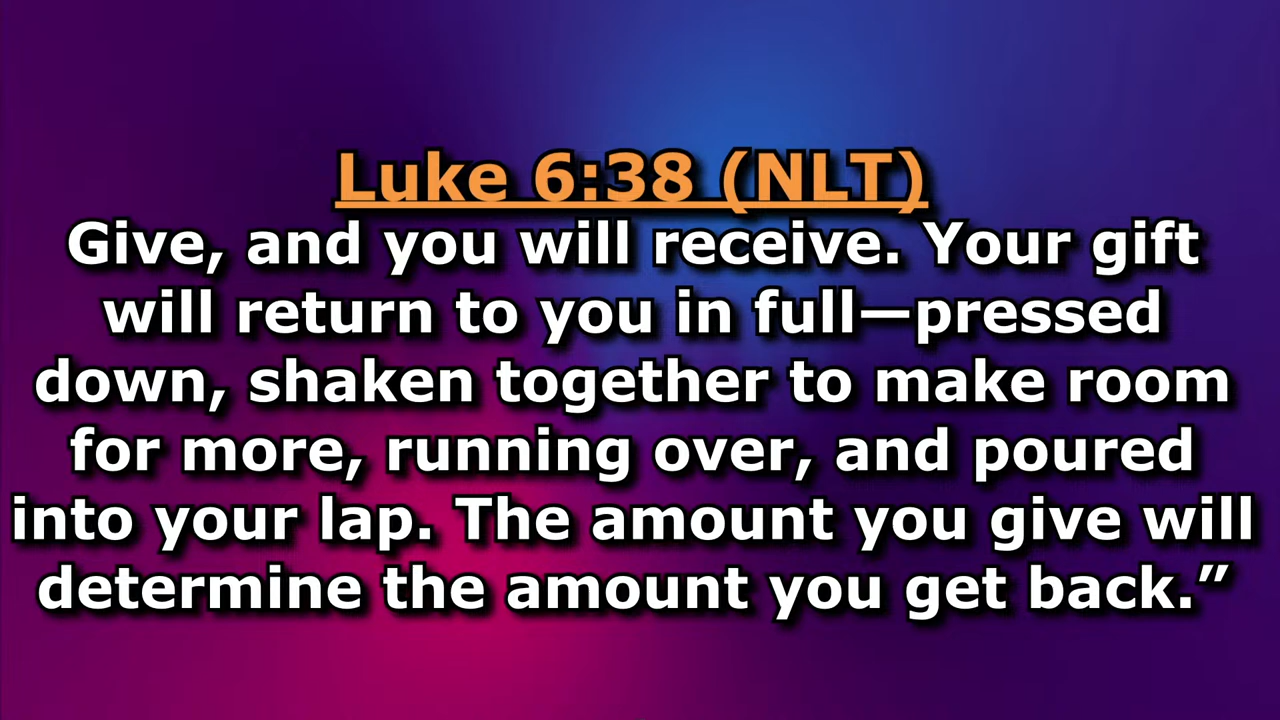 Luke 6:38 (NLT)
Give, and you will receive. Your gift
will return to you in full—pressed
down, shaken together to make room
for more, running over, and poured
into your lap. The amount you give will
determine the amount you get back.”